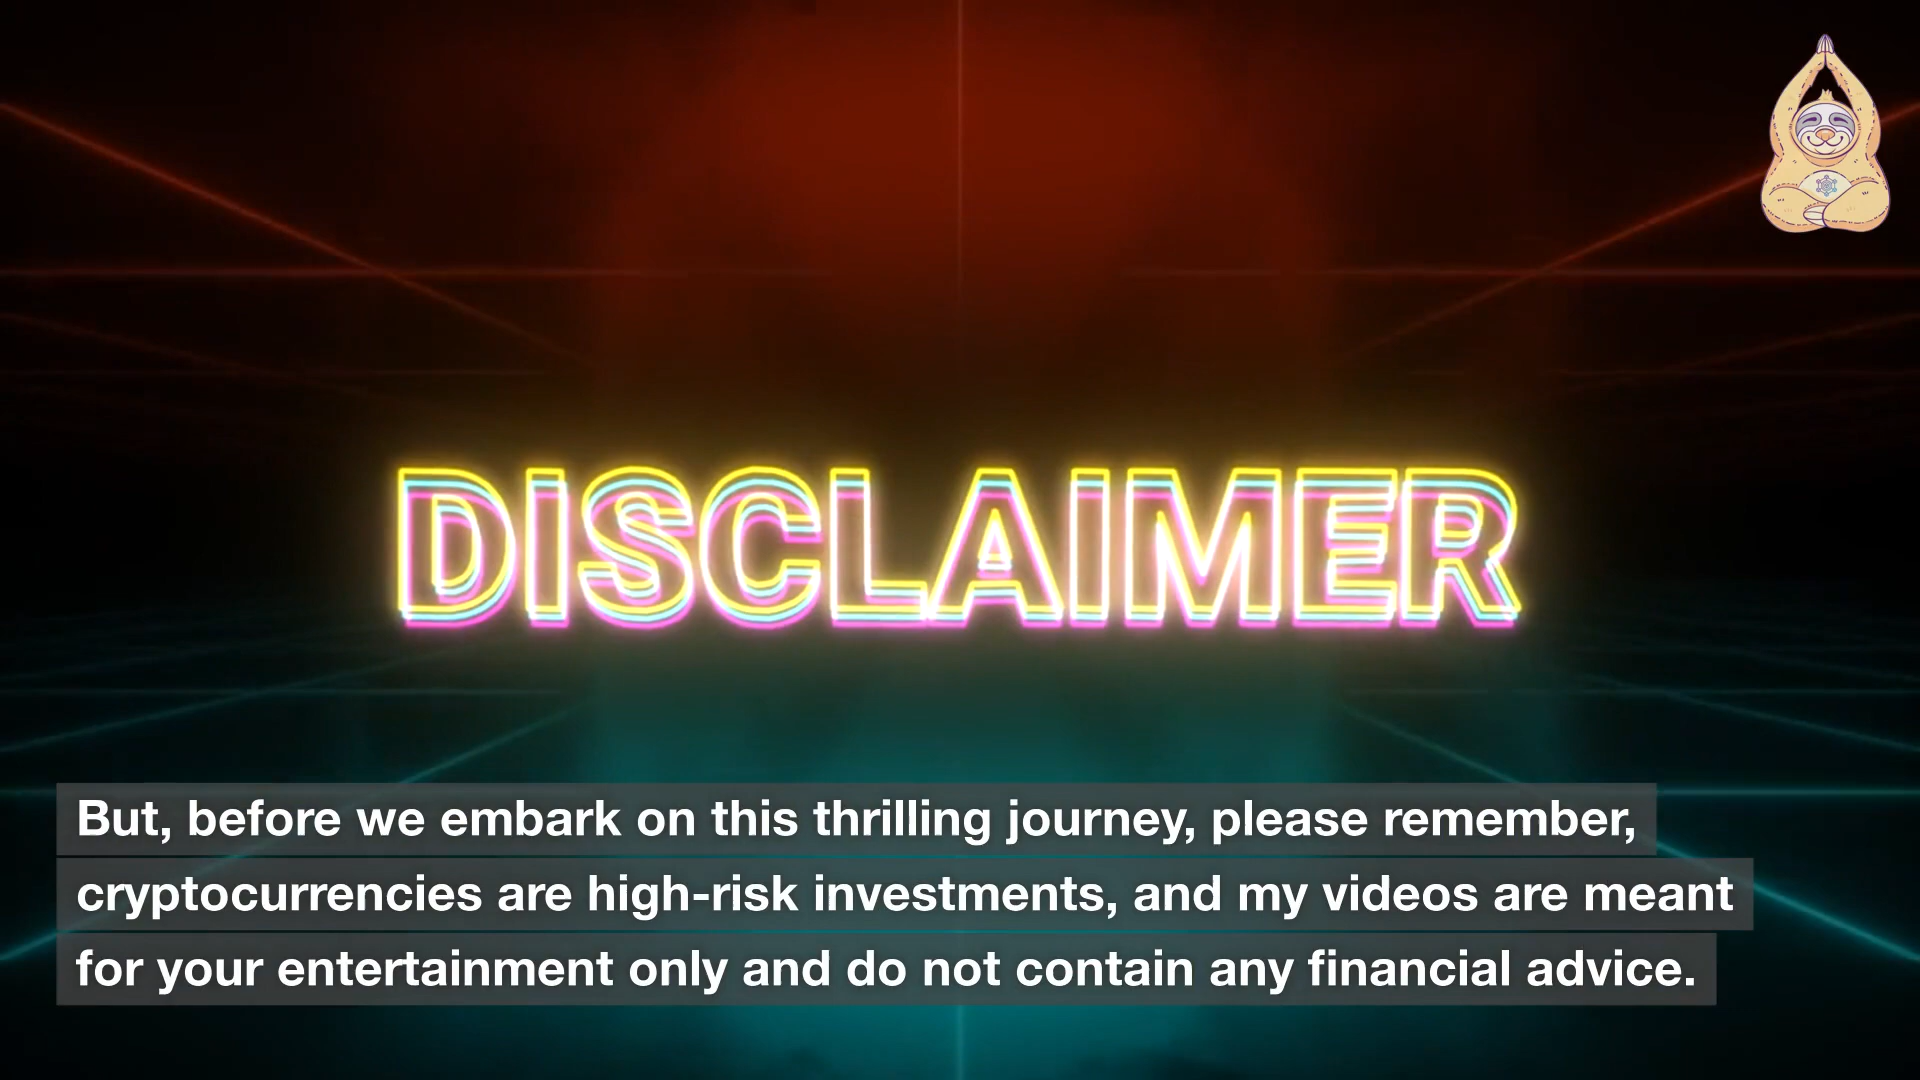 DISCLAIMER
But, before we embark on this thrilling journey, please remember,
cryptocurrencies are high-risk investments, and my videos are meant
for your entertainment only and do not contain any financial advice.